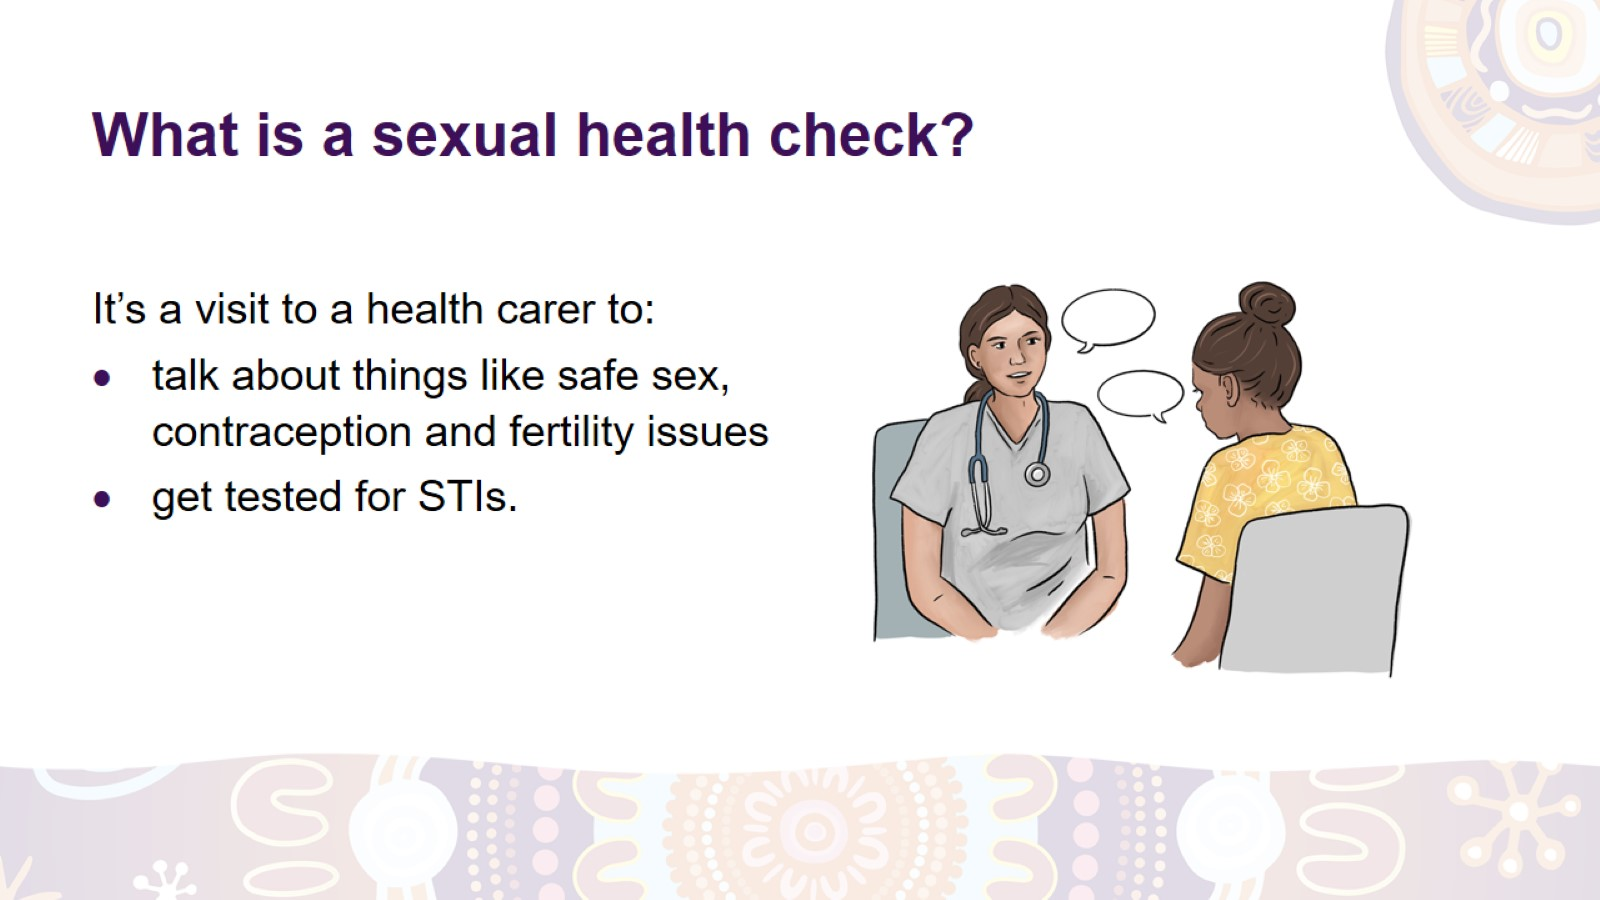 What is a sexual health check?
It’s a visit to a health carer to:
• talk about things like safe sex,
contraception and fertility issues
• get tested for STIs.